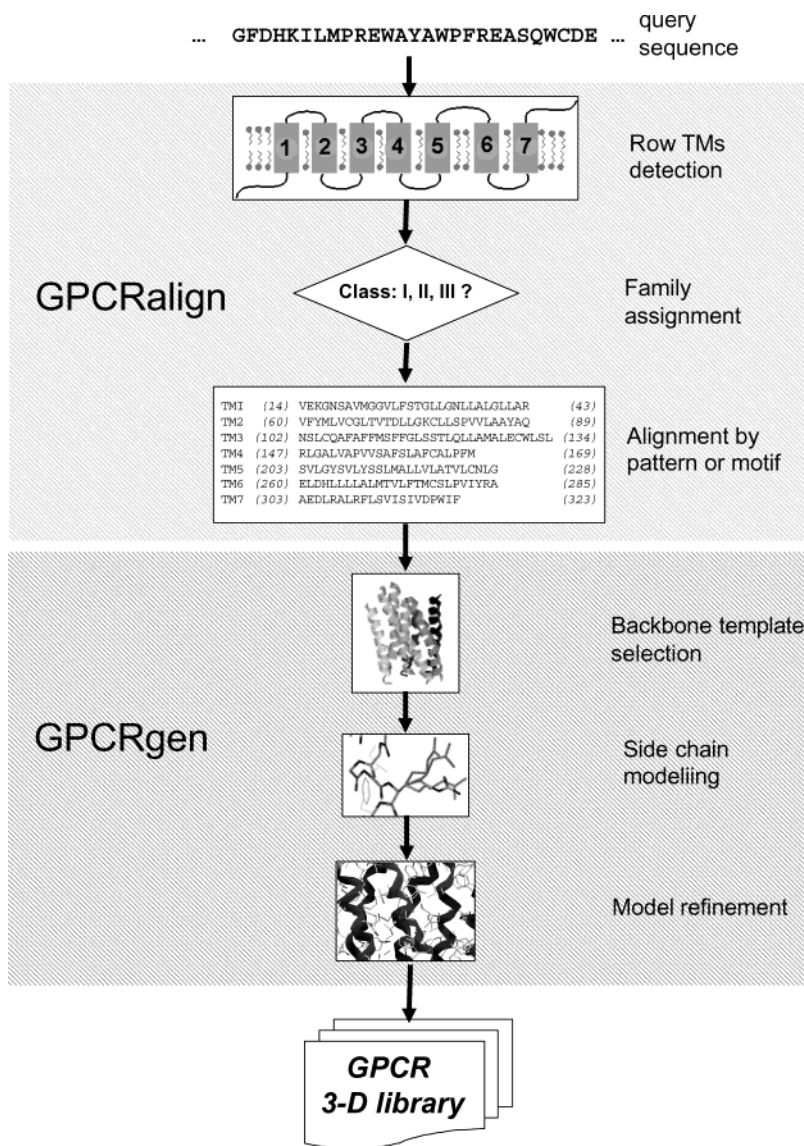 ... GFDHKILMPREWAYAWPFREASQWCDE ...
query
sequence
1 2 3 4 5 6 7
Row TMs
detection
GPCRalign
Class: I, II, III ?
Family
assignment
TMI (14) VEKGNSAVMGGVLFSTGLLGNLLALGLLAR (43)
TM2 (60) VFYMLVCGLTVTDLLGKCLLSPVVLAAYAQ (89)
TM3 (102) NSLCQAFAFFMSFFGLSSTLQLLAMALECWLSL (134)
TM4 (147) RLGALVAPVVSAFSLAFCALPFM (169)
TM5 (203) SVLGYSVLYSSLMALLVLATVLCNLG (228)
TM6 (260) ELDHLLLLALMTVLFTMCSLPVIYRA (285)
TM7 (303) AEDLRALRFLSVISIVDPWIF (323)
Alignment by
pattern or motif
Backbone template
selection
GPCRgen
Side chain
modeliing
Model refinement
GPCR
3-D library